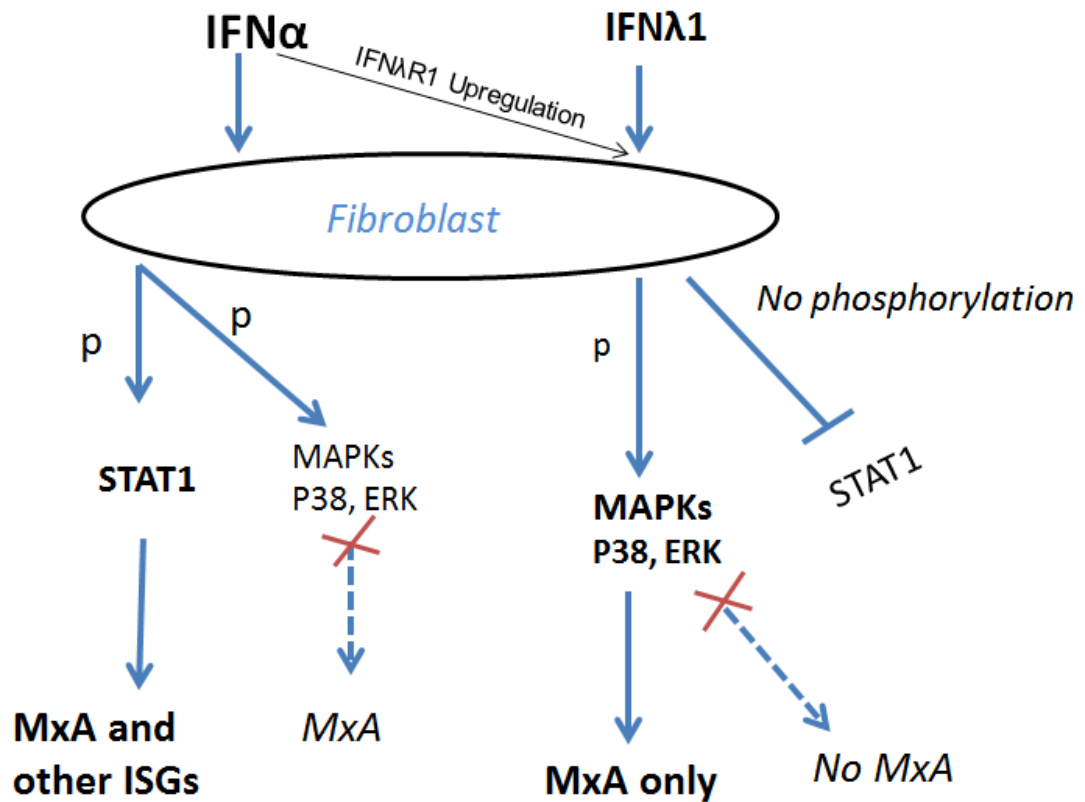 IFNα
IFNλ1
IFNλR1 Upregulation
Fibroblast
No phosphorylation
p
p
p
STAT1
MAPKs
P38, ERK
MAPKs
P38, ERK
STAT1
MxA and
other ISGs
MxA
MxA only
No MxA